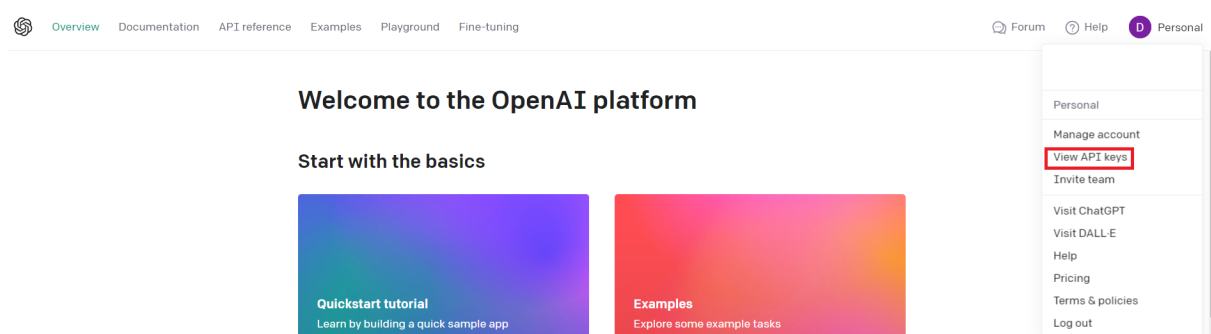 Overview Documentation API reference Examples Playground Fine-tuning Forum Help D Personal
Welcome to the OpenAI platform
Start with the basics
Quickstart tutorial
Learn by building a quick sample app
Examples
Explore some example tasks
Personal
Manage account
View API keys
Invite team
Visit ChatGPT
Visit DALL·E
Help
Pricing
Terms & policies
Log out